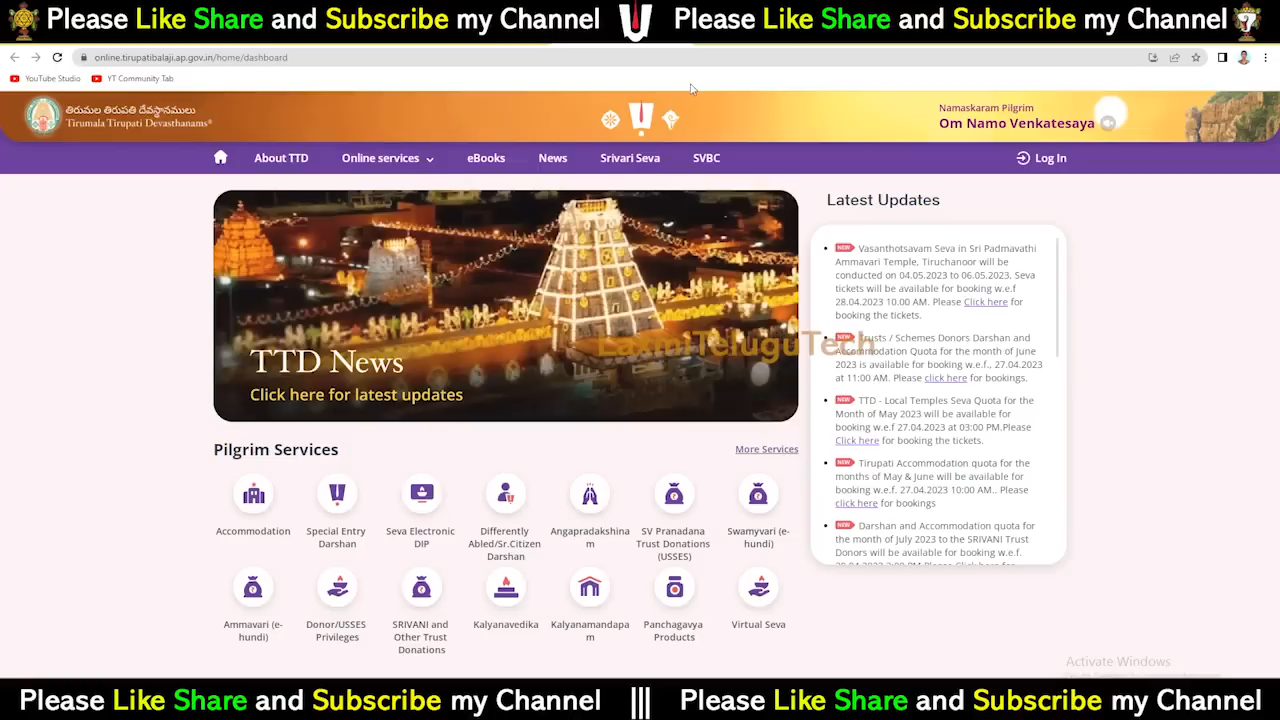 Please Like Share and Subscribe my Channel Please Like Share and Subscribe my Channel
online.tirupatibalaji.ap.gov.in/home/dashboard
YouTube Studio YT Community Tab
తిరుమల తిరుపతి దేవస్థానములు
Tirumala Tirupati Devasthanams
Namaskaram Pilgrim
Om Namo Venkatesaya
About TTD Online services eBooks News Srivari Seva SVBC Log In
TTD News
Click here for latest updates
Latest Updates
NEW Vasanthotsavam Seva in Sri Padmavathi
Ammavari Temple, Tiruchanoor will be
conducted on 04.05.2023 to 06.05.2023. Seva
tickets will be available for booking w.e.f
28.04.2023 10.00 AM. Please Click here for
booking the tickets.
NEW Trusts / Schemes Donors Darshan and
Accommodation Quota for the month of June
2023 is available for booking w.e.f., 27.04.2023
at 11:00 AM. Please click here for bookings.
NEW TTD - Local Temples Seva Quota for the
Month of May 2023 will be available for
booking w.e.f 27.04.2023 at 03:00 PM.Please
Click here for booking the tickets.
NEW Tirupati Accommodation quota for the
months of May & June will be available for
booking w.e.f. 27.04.2023 10:00 AM.. Please
click here for bookings
NEW Darshan and Accommodation quota for
the month of July 2023 to the SRIVANI Trust
Donors will be available for booking w.e.f.
LaxmiTeluguTech
Pilgrim Services More Services
Accommodation
Special Entry
Darshan
Seva Electronic
DIP
Differently
Abled/Sr.Citizen
Darshan
Angapradakshina
m
SV Pranadana
Trust Donations
(USSES)
Swamyvari (e-
hundi)
Ammavari (e-
hundi)
Donor/USSES
Privileges
SRIVANI and
Other Trust
Donations
Kalyanavedika
Kalyanamandapa
m
Panchagavya
Products
Virtual Seva
Activate Windows
Please Like Share and Subscribe my Channel ||| Please Like Share and Subscribe my Channel